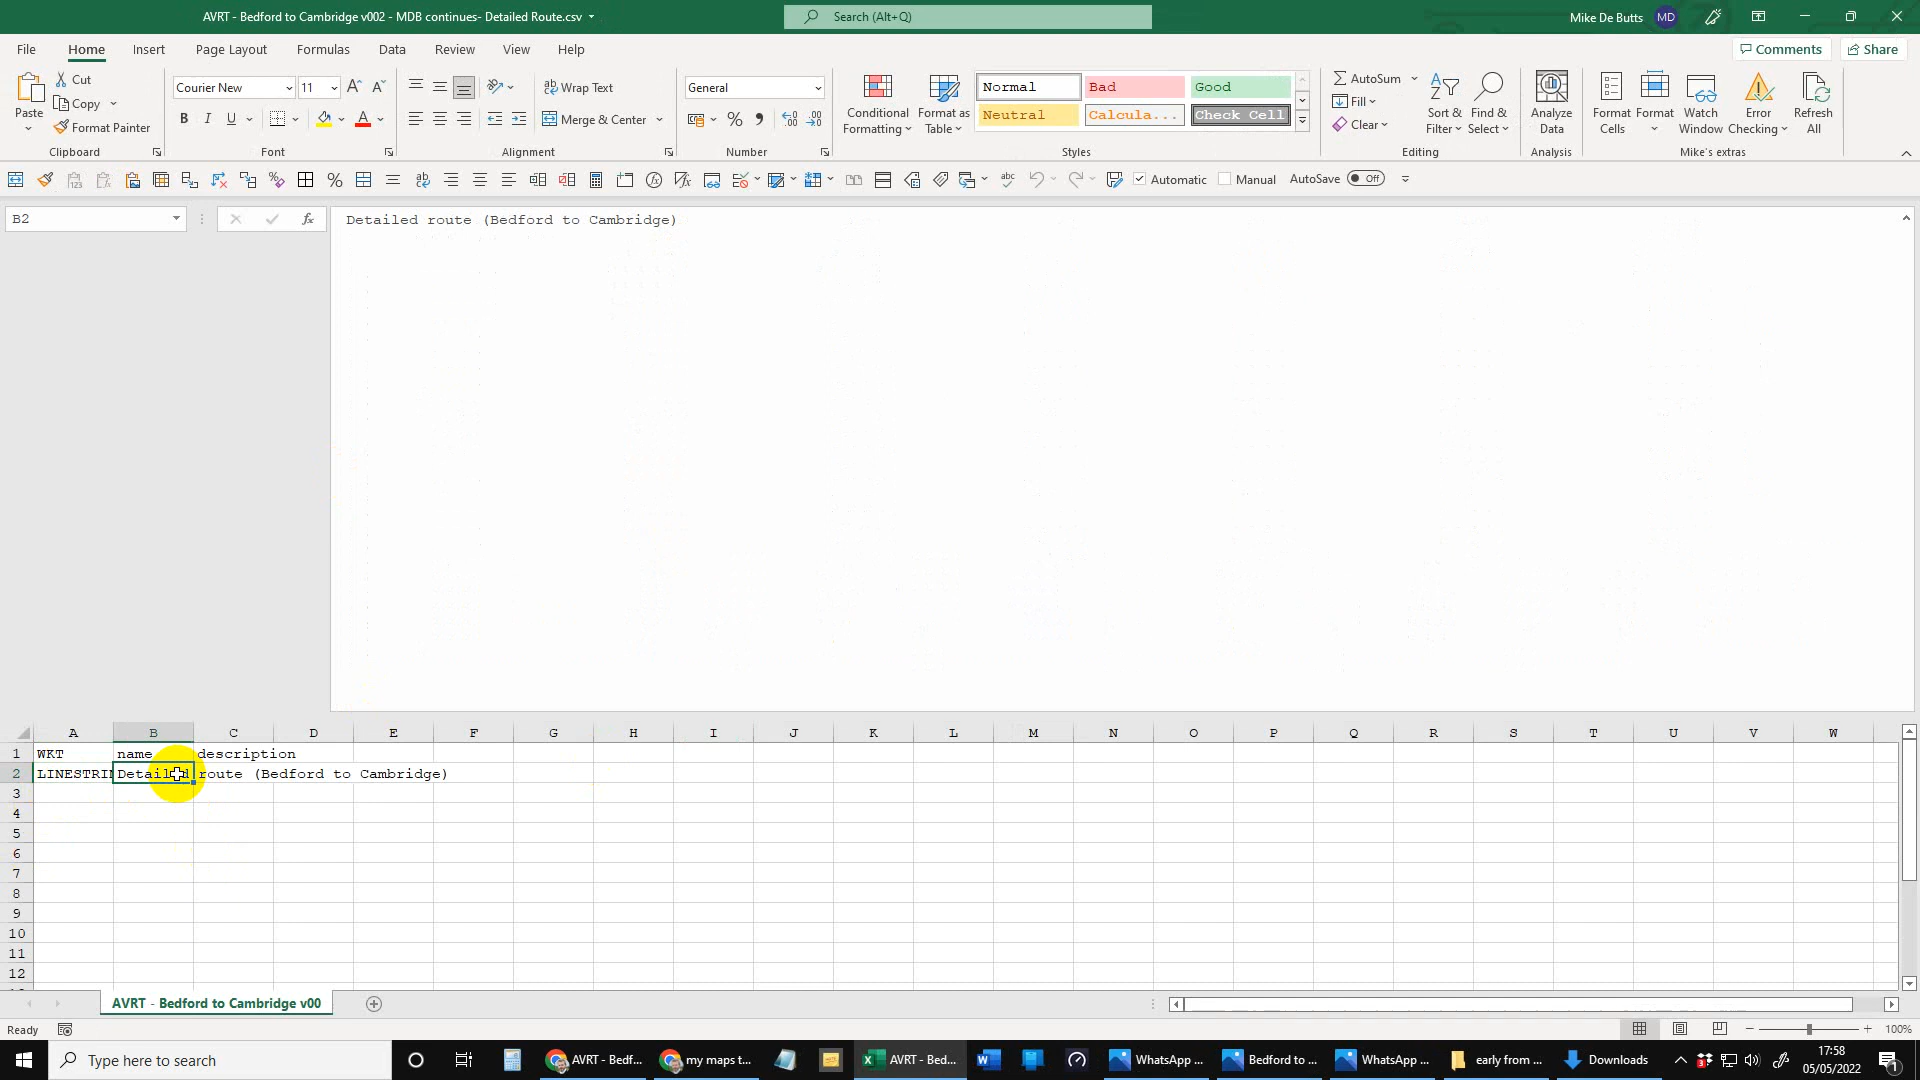 AVRT - Bedford to Cambridge v002 - MDB continues- Detailed Route.csv
Search (Alt+Q)
Mike De Butts
MD
File Home Insert Page Layout Formulas Data Review View Help
Comments Share
Paste
Cut
Copy
Format Painter
Clipboard
Courier New 11
B I U
Font
Wrap Text
Merge & Center
Alignment
General
Number
Conditional Formatting
Format as Table
Normal Bad Good
Neutral Calcula... Check Cell
Styles
AutoSum
Fill
Clear
Sort & Filter
Find & Select
Editing
Analyze Data
Analysis
Format Cells
Format
Watch Window
Error Checking
Refresh All
Mike's extras
Automatic Manual AutoSave Off
B2
Detailed route (Bedford to Cambridge)
A B C D E F G H I J K L M N O P Q R S T U V W
1 WKT name description
2 LINESTRIN Detailed route (Bedford to Cambridge)
3
4
5
6
7
8
9
10
11
12
AVRT - Bedford to Cambridge v00
Ready
100%
Type here to search
AVRT - Bedf...
my maps t...
AVRT - Bed...
WhatsApp ...
Bedford to ...
WhatsApp ...
early from ...
Downloads
17:58
05/05/2022